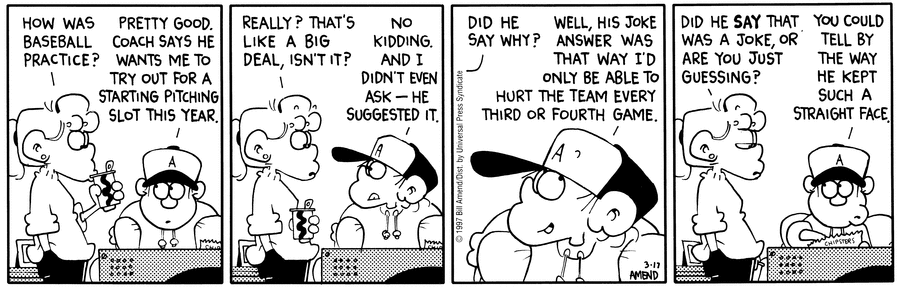 HOW WAS
BASEBALL
PRACTICE?
PRETTY GOOD.
COACH SAYS HE
WANTS ME TO
TRY OUT FOR A
STARTING PITCHING
SLOT THIS YEAR.
A
REALLY? THAT'S
LIKE A BIG
DEAL, ISN'T IT?
NO
KIDDING.
AND I
DIDN'T EVEN
ASK — HE
SUGGESTED IT.
A
© 1997 Bill Amend/Dist. by Universal Press Syndicate
DID HE
SAY WHY?
WELL, HIS JOKE
ANSWER WAS
THAT WAY I'D
ONLY BE ABLE TO
HURT THE TEAM EVERY
THIRD OR FOURTH GAME.
A
3-17
AMEND
DID HE SAY THAT
WAS A JOKE, OR
ARE YOU JUST
GUESSING?
YOU COULD
TELL BY
THE WAY
HE KEPT
SUCH A
STRAIGHT FACE.
A
CHIPSTERS